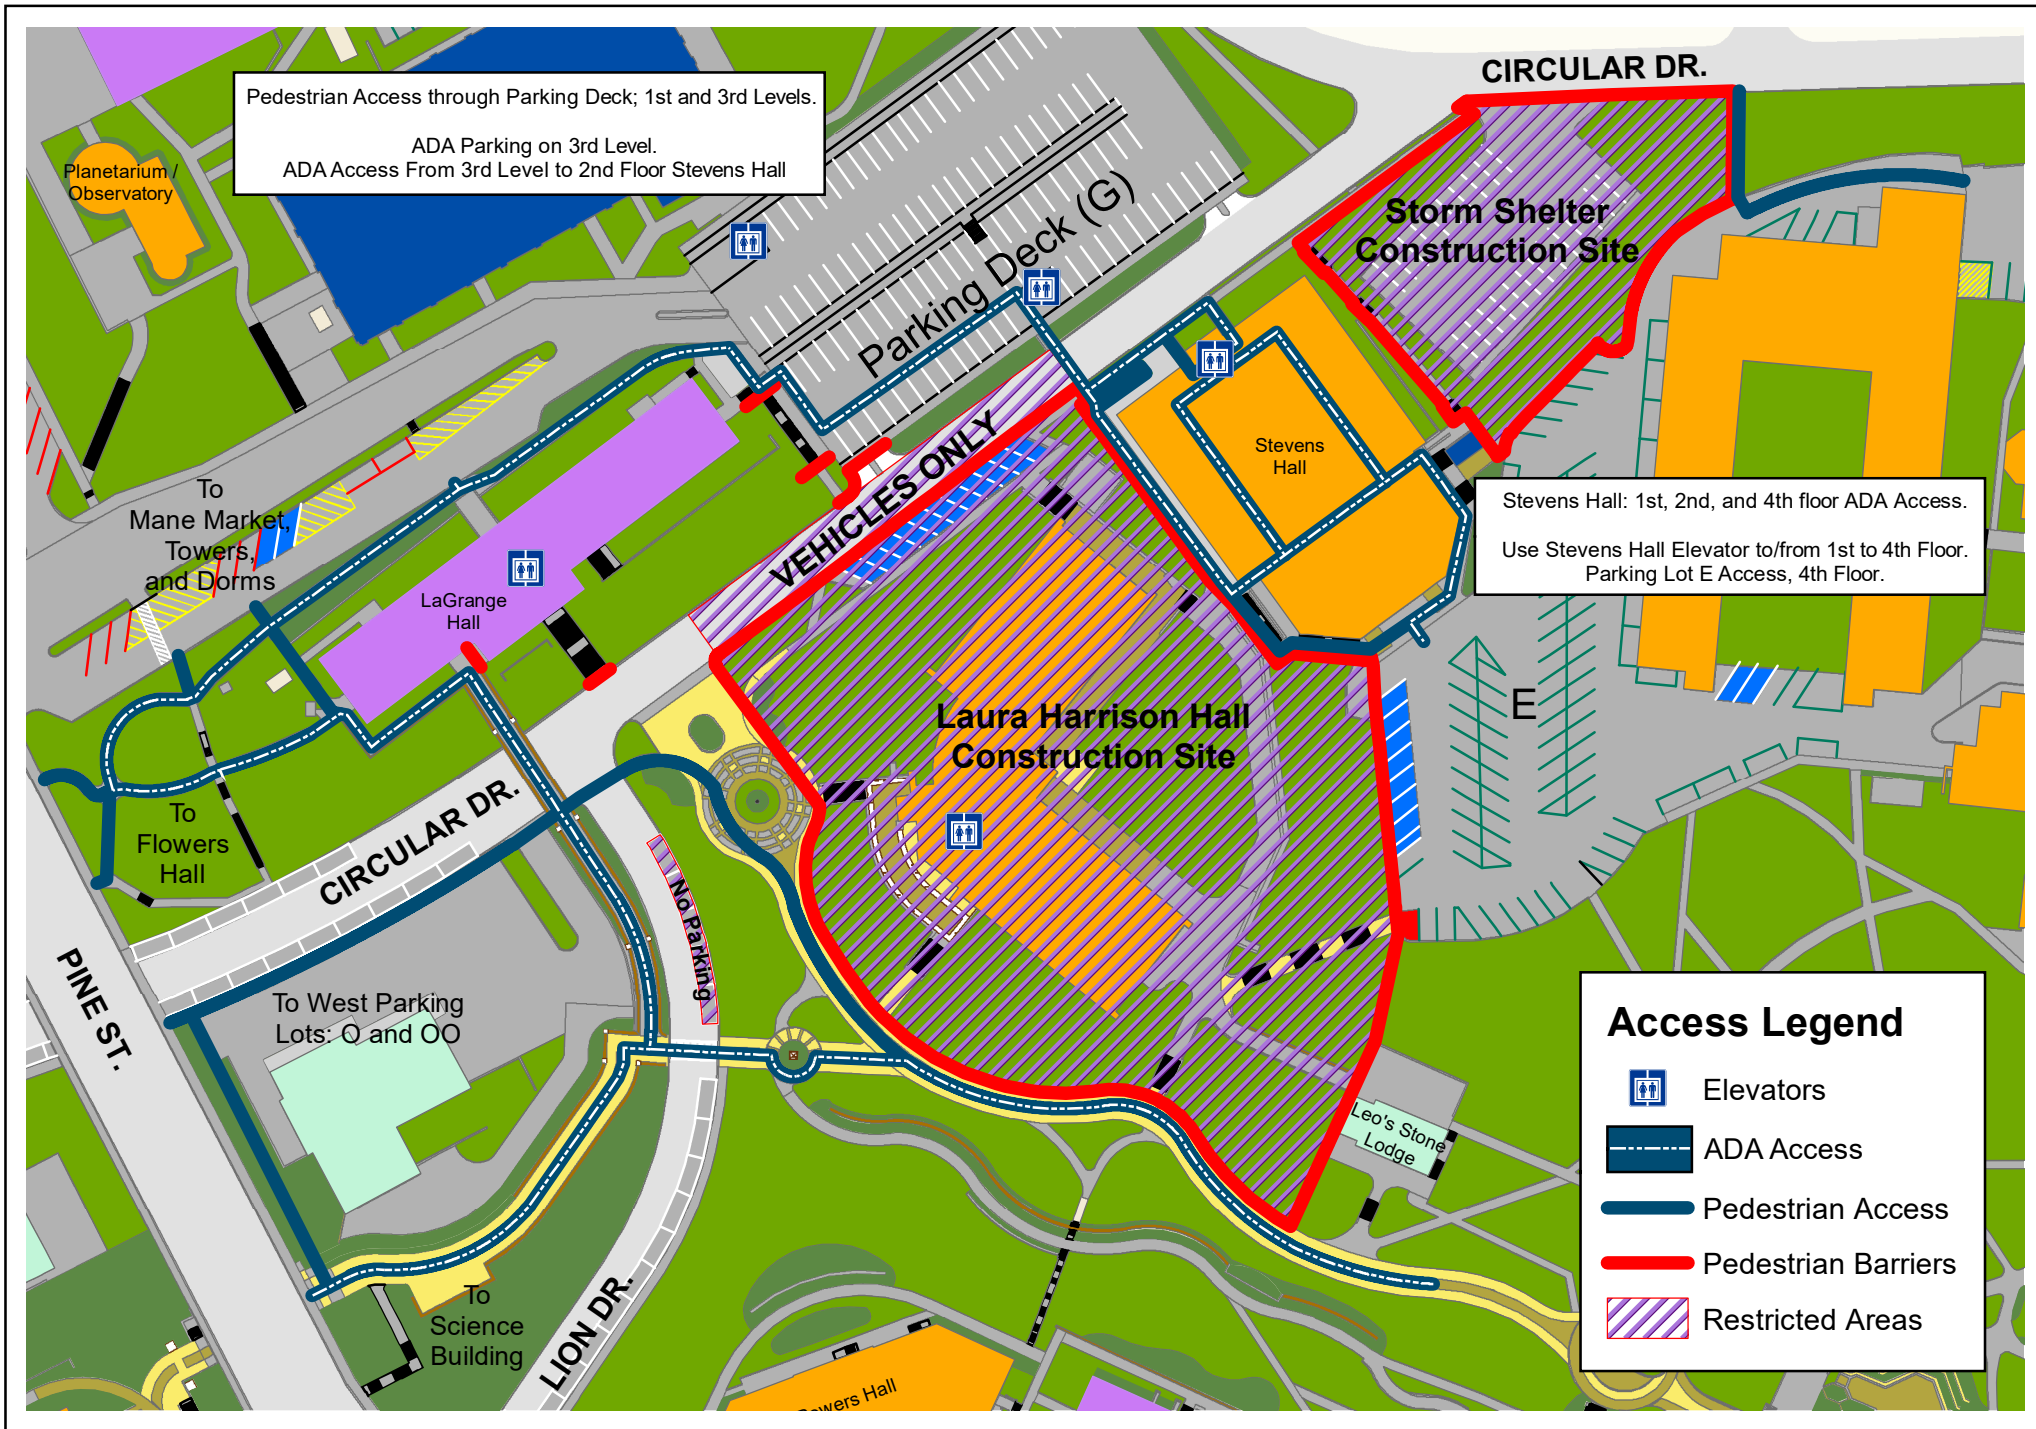 CIRCULAR DR.
Pedestrian Access through Parking Deck; 1st and 3rd Levels.
ADA Parking on 3rd Level.
ADA Access From 3rd Level to 2nd Floor Stevens Hall
Planetarium /
Observatory
Parking Deck (G)
Storm Shelter
Construction Site
Stevens
Hall
VEHICLES ONLY
To
Mane Market,
Towers,
and Dorms
LaGrange
Hall
Stevens Hall: 1st, 2nd, and 4th floor ADA Access.
Use Stevens Hall Elevator to/from 1st to 4th Floor.
Parking Lot E Access, 4th Floor.
E
Laura Harrison Hall
Construction Site
To
Flowers
Hall
CIRCULAR DR.
No Parking
PINE ST.
To West Parking
Lots: O and OO
Leo's Stone
Lodge
To
Science
Building
LION DR.
owers Hall
Access Legend
Elevators
ADA Access
Pedestrian Access
Pedestrian Barriers
Restricted Areas